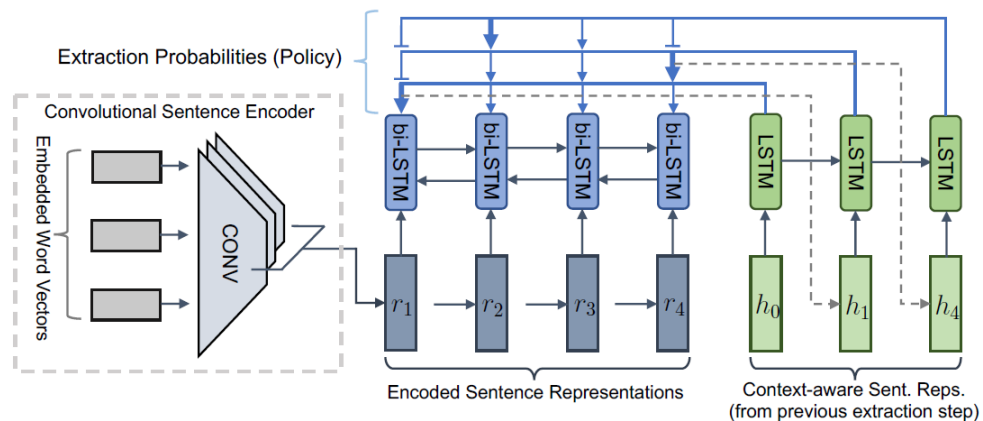 Extraction Probabilities (Policy)
Convolutional Sentence Encoder
Embedded Word Vectors
CONV
bi-LSTM
bi-LSTM
bi-LSTM
bi-LSTM
LSTM
LSTM
LSTM
r1
r2
r3
r4
h0
h1
h4
Encoded Sentence Representations
Context-aware Sent. Reps.
(from previous extraction step)